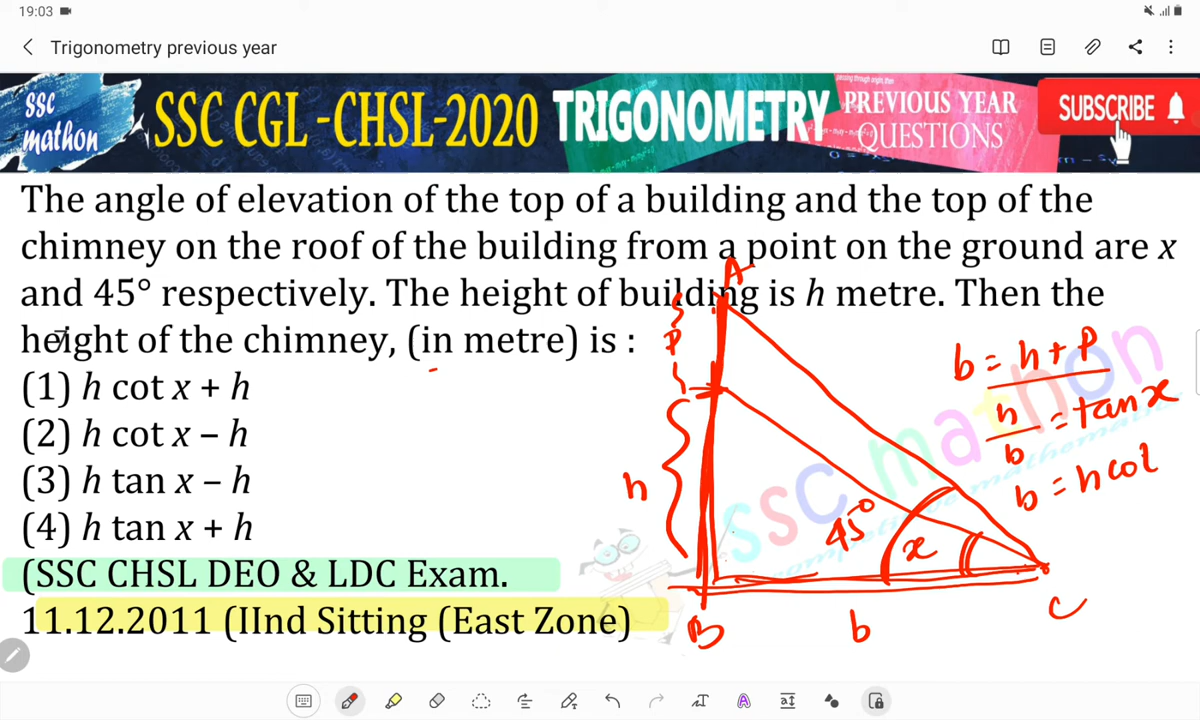 19:03
Trigonometry previous year
SSC mathon
SSC CGL -CHSL-2020 TRIGONOMETRY PREVIOUS YEAR QUESTIONS
SUBSCRIBE
The angle of elevation of the top of a building and the top of the
chimney on the roof of the building from a point on the ground are x
and 45° respectively. The height of building is h metre. Then the
height of the chimney, (in metre) is :
(1) h cot x + h
(2) h cot x – h
(3) h tan x – h
(4) h tan x + h
(SSC CHSL DEO & LDC Exam.
11.12.2011 (IInd Sitting (East Zone)
A
P
h
45°
x
B
b
C
b = h + P
h/b = tan x
b = h cot
ssc mathon